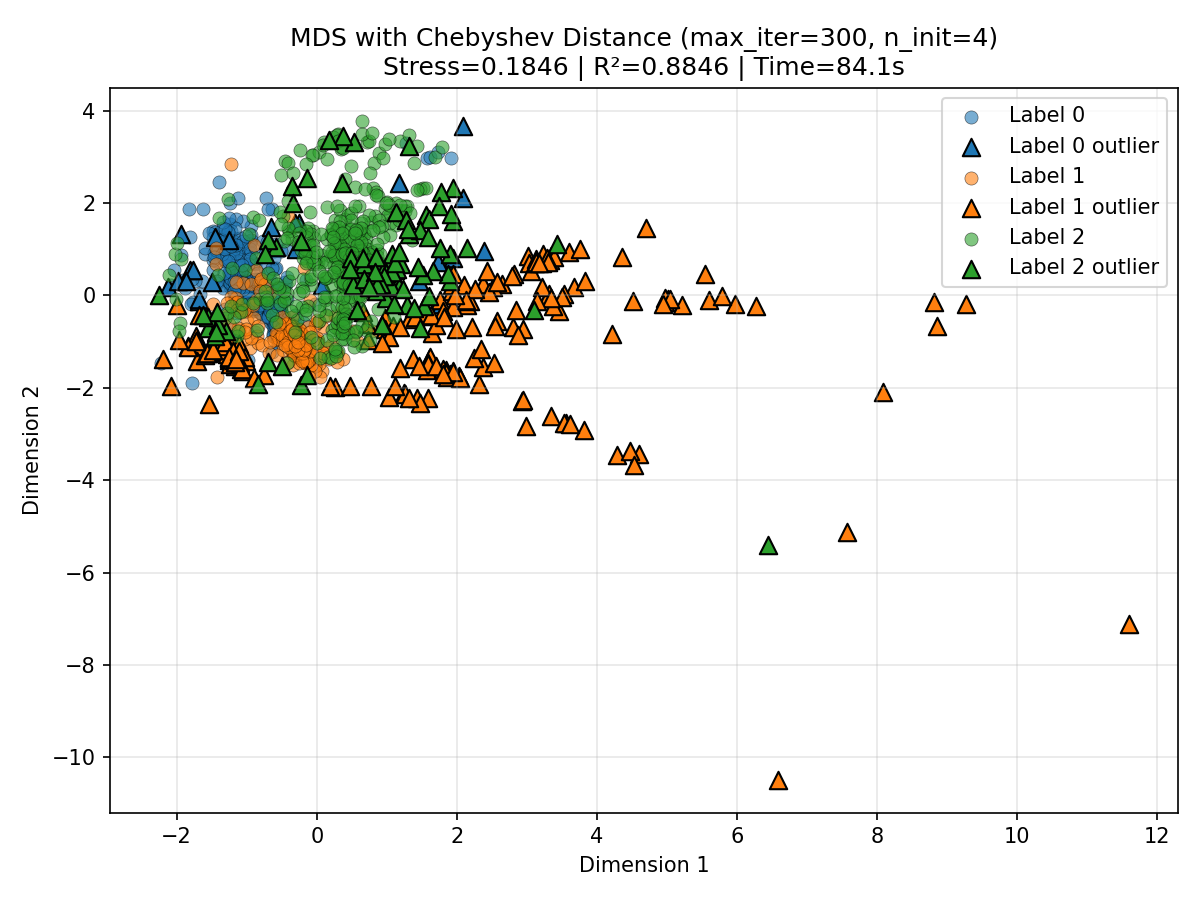 MDS with Chebyshev Distance (max_iter=300, n_init=4)
Stress=0.1846 | R²=0.8846 | Time=84.1s
Label 0
Label 0 outlier
Label 1
Label 1 outlier
Label 2
Label 2 outlier
Dimension 2
4
2
0
−2
−4
−6
−8
−10
−2 0 2 4 6 8 10 12
Dimension 1